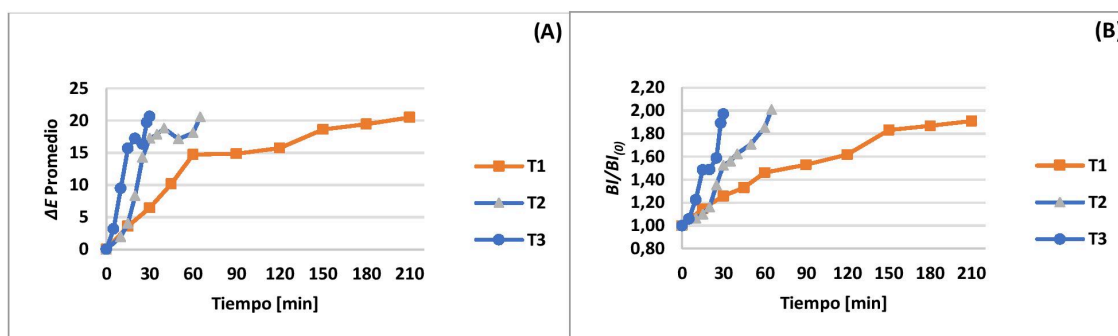 (A)
ΔE Promedio
25
20
15
10
5
0
0 30 60 90 120 150 180 210
Tiempo [min]
T1
T2
T3
(B)
BI/BI(0)
2,20
2,00
1,80
1,60
1,40
1,20
1,00
0,80
0 30 60 90 120 150 180 210
Tiempo [min]
T1
T2
T3